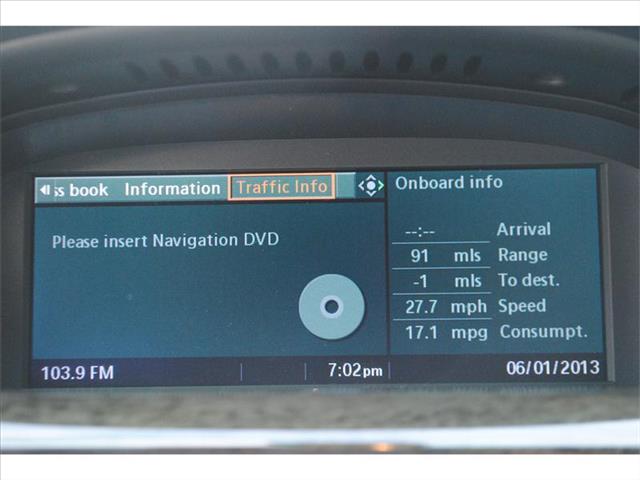 ss book Information Traffic Info
Please insert Navigation DVD
Onboard info
--:-- Arrival
91 mls Range
-1 mls To dest.
27.7 mph Speed
17.1 mpg Consumpt.
103.9 FM 7:02pm 06/01/2013